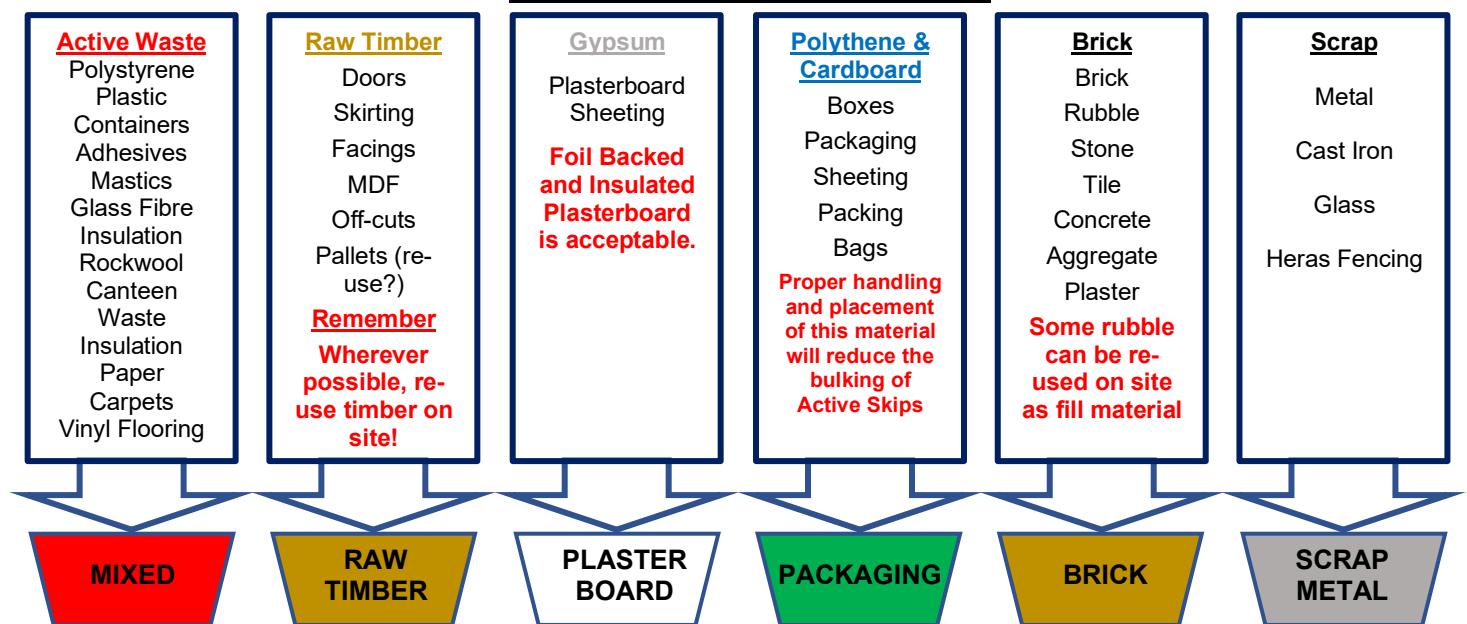 Active Waste
Polystyrene
Plastic
Containers
Adhesives
Mastics
Glass Fibre
Insulation
Rockwool
Canteen
Waste
Insulation
Paper
Carpets
Vinyl Flooring
Raw Timber
Doors
Skirting
Facings
MDF
Off-cuts
Pallets (re-
use?)
Remember
Wherever
possible, re-
use timber on
site!
Gypsum
Plasterboard
Sheeting
Foil Backed
and Insulated
Plasterboard
is acceptable.
Polythene &
Cardboard
Boxes
Packaging
Sheeting
Packing
Bags
Proper handling
and placement
of this material
will reduce the
bulking of
Active Skips
Brick
Brick
Rubble
Stone
Tile
Concrete
Aggregate
Plaster
Some rubble
can be re-
used on site
as fill material
Scrap
Metal
Cast Iron
Glass
Heras Fencing
MIXED
RAW
TIMBER
PLASTER
BOARD
PACKAGING
BRICK
SCRAP
METAL